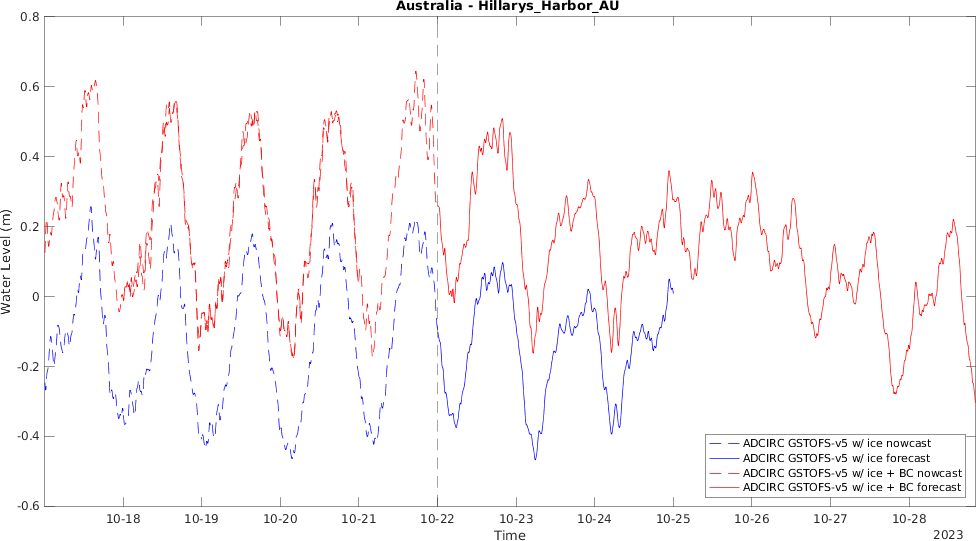 Australia - Hillarys_Harbor_AU
0.8
0.6
0.4
0.2
0
-0.2
-0.4
-0.6
Water Level (m)
10-18 10-19 10-20 10-21 10-22 10-23 10-24 10-25 10-26 10-27 10-28
Time
2023
ADCIRC GSTOFS-v5 w/ ice nowcast
ADCIRC GSTOFS-v5 w/ ice forecast
ADCIRC GSTOFS-v5 w/ ice + BC nowcast
ADCIRC GSTOFS-v5 w/ ice + BC forecast